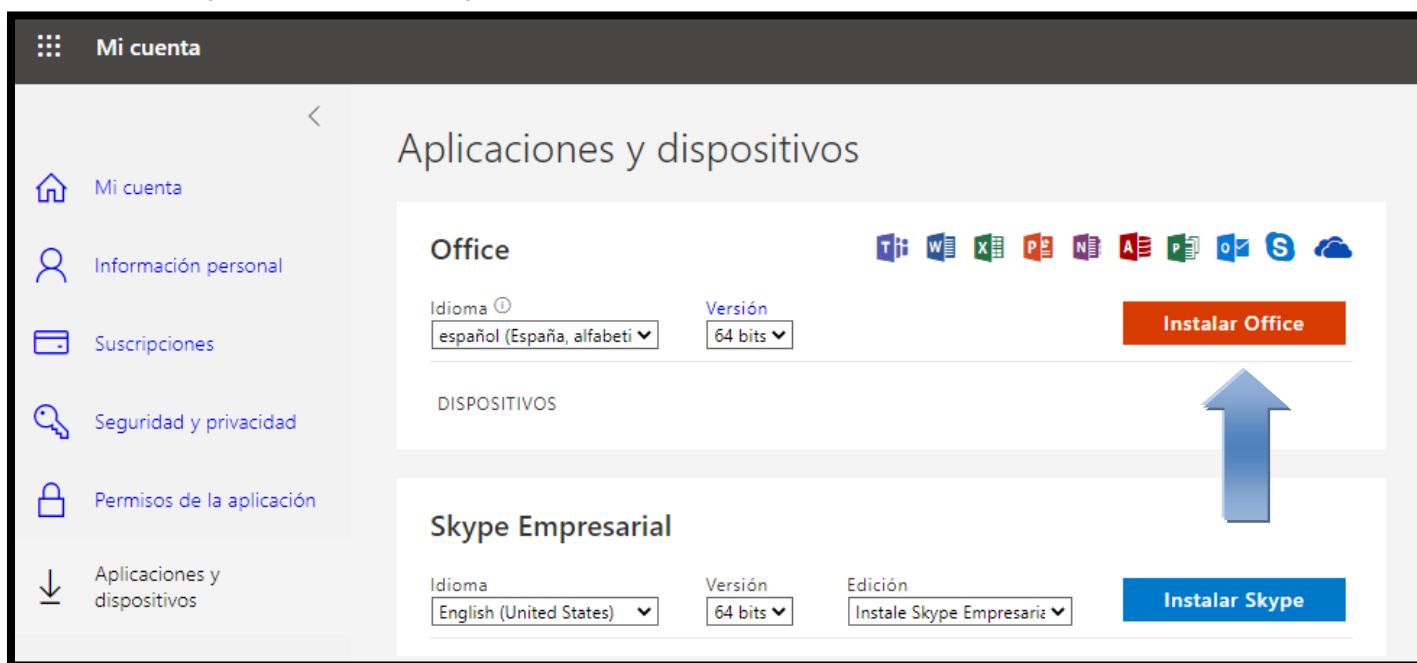 Mi cuenta
Aplicaciones y dispositivos
Mi cuenta
Información personal
Suscripciones
Seguridad y privacidad
Permisos de la aplicación
Aplicaciones y
dispositivos
Office
Idioma
Versión
español (España, alfabeti
64 bits
Instalar Office
DISPOSITIVOS
Skype Empresarial
Idioma
Versión
Edición
English (United States)
64 bits
Instale Skype Empresaria
Instalar Skype